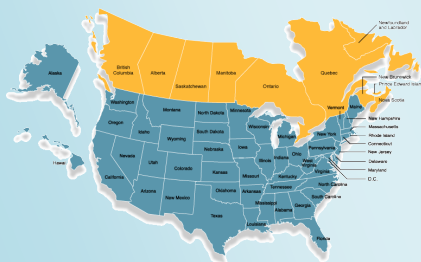 Newfoundland
and Labrador
Alaska
British
Columbia
Alberta
Saskatchewan
Manitoba
Ontario
Quebec
New Brunswick
Prince Edward Island
Nova Scotia
Washington
Montana
North Dakota
Minnesota
Vermont
Maine
Oregon
Idaho
Wyoming
South Dakota
Wisconsin
Michigan
New York
New Hampshire
Massachusetts
Rhode Island
Connecticut
New Jersey
Delaware
Maryland
D.C.
Nevada
Utah
Colorado
Nebraska
Iowa
Illinois
Indiana
Ohio
Pennsylvania
West
Virginia
Virginia
Hawaii
California
Arizona
New Mexico
Kansas
Missouri
Kentucky
Oklahoma
Arkansas
Tennessee
North Carolina
South Carolina
Texas
Louisiana
Mississippi
Alabama
Georgia
Florida